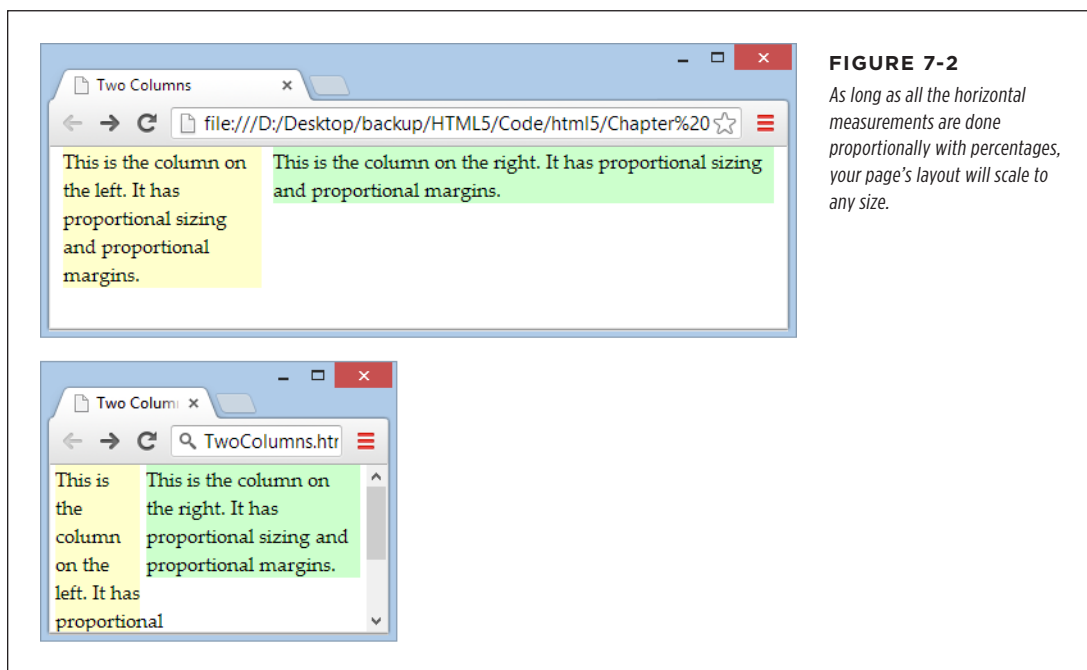 Two Columns
file:///D:/Desktop/backup/HTML5/Code/html5/Chapter%20
This is the column on
the left. It has
proportional sizing
and proportional
margins.
This is the column on the right. It has proportional sizing
and proportional margins.
FIGURE 7-2
As long as all the horizontal
measurements are done
proportionally with percentages,
your page's layout will scale to
any size.
Two Colum
TwoColumns.htr
This is
the
column
on the
left. It has
proportional
This is the column on
the right. It has
proportional sizing and
proportional margins.